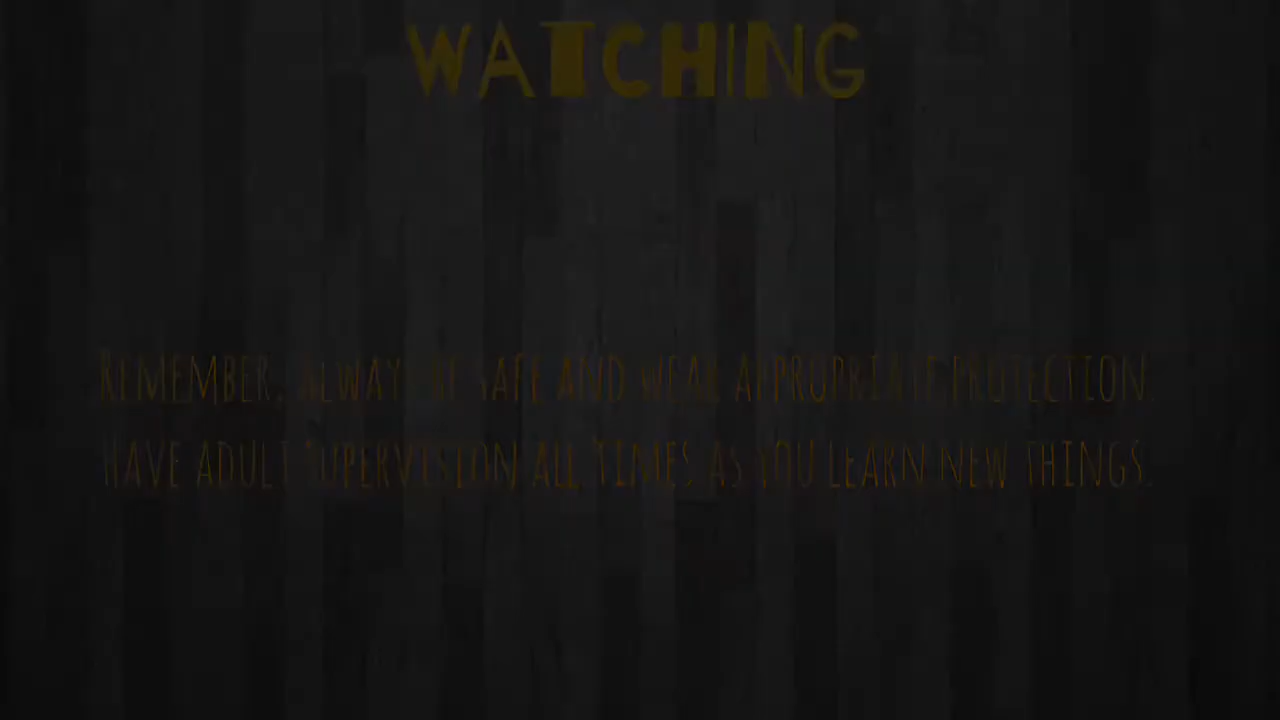 WATCHING
REMEMBER, ALWAYS BE SAFE AND WEAR APPROPRIATE PROTECTION.
HAVE ADULT SUPERVISION ALL TIMES AS YOU LEARN NEW THINGS.